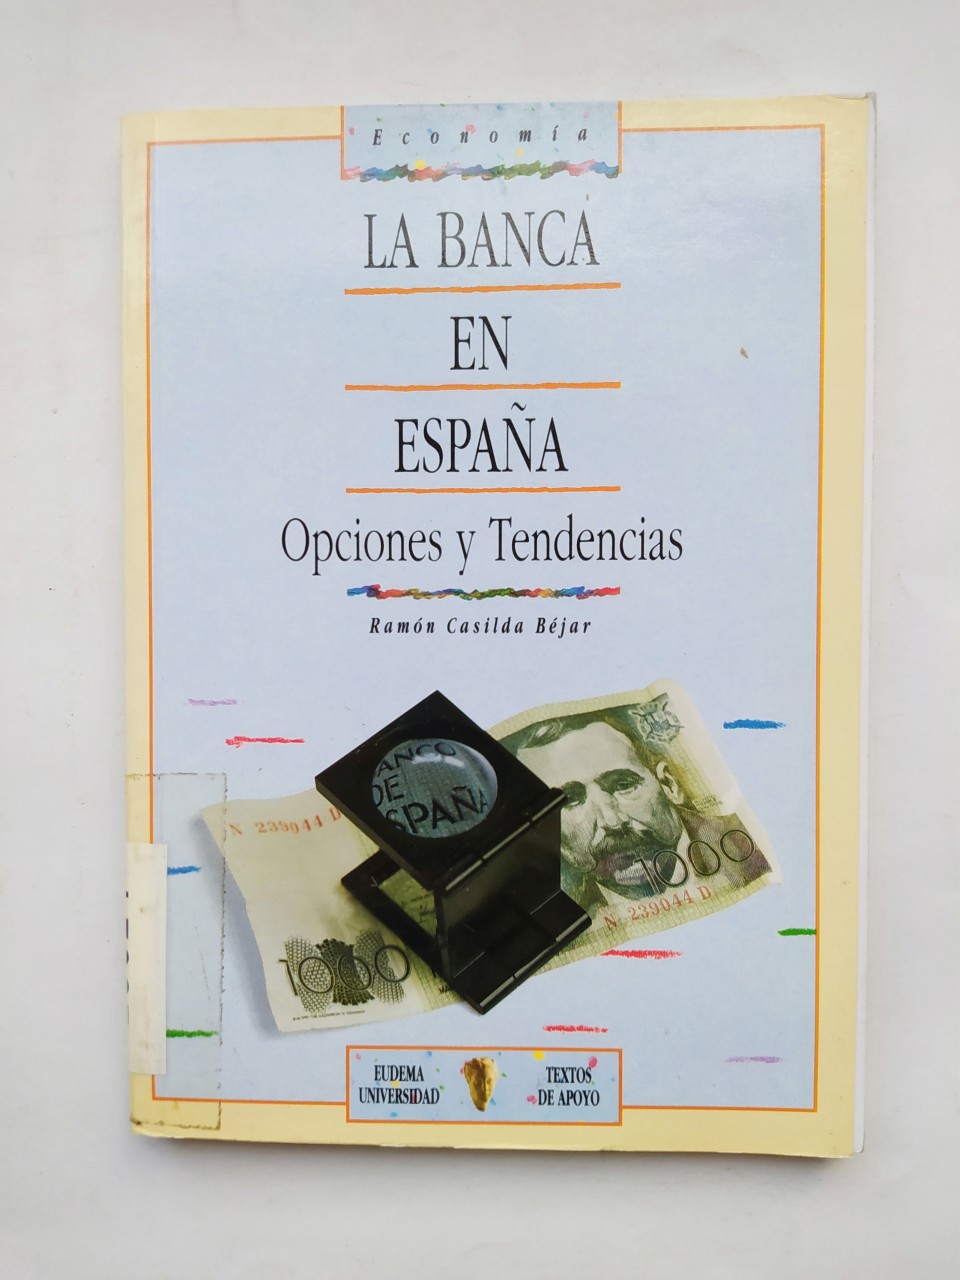 Economía
LA BANCA
EN
ESPAÑA
Opciones y Tendencias
Ramón Casilda Béjar
BANCO
DE
ESPAÑA
N 239044 D
1000
1000
N 239044 D
EUDEMA
UNIVERSIDAD
TEXTOS
DE APOYO